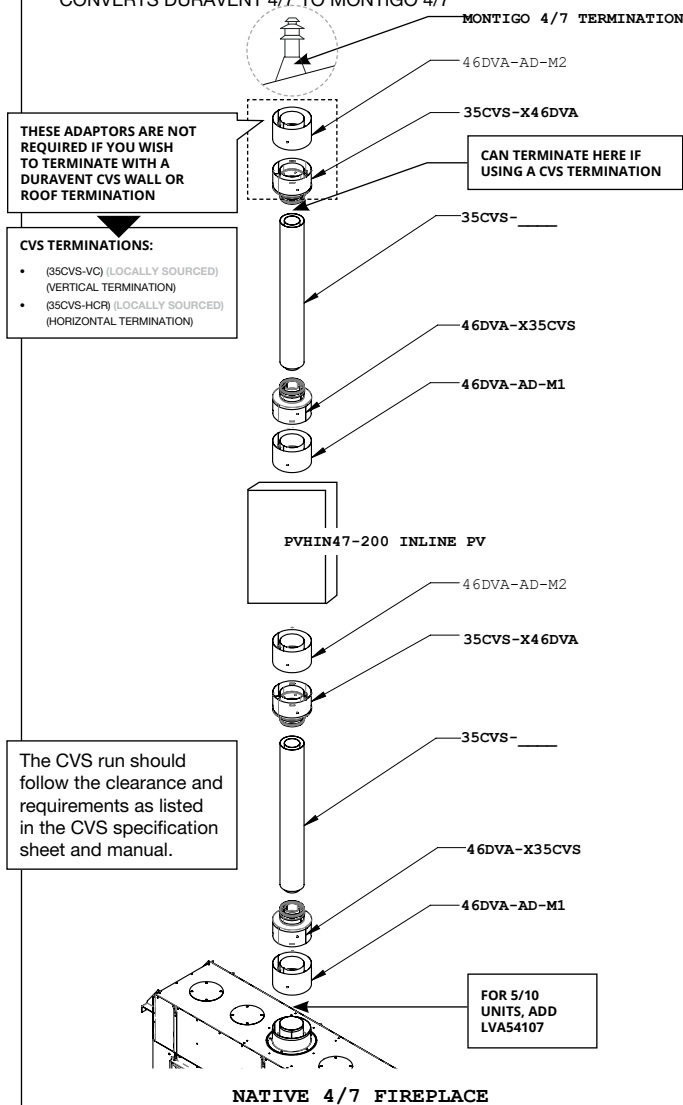 CONVERTS DURAVENT 4/7 TO MONTIGO 4/7
MONTIGO 4/7 TERMINATION
46DVA-AD-M2
35CVS-X46DVA
THESE ADAPTORS ARE NOT
REQUIRED IF YOU WISH
TO TERMINATE WITH A
DURAVENT CVS WALL OR
ROOF TERMINATION
CAN TERMINATE HERE IF
USING A CVS TERMINATION
35CVS-____
CVS TERMINATIONS:
• (35CVS-VC) (LOCALLY SOURCED)
(VERTICAL TERMINATION)
• (35CVS-HCR) (LOCALLY SOURCED)
(HORIZONTAL TERMINATION)
46DVA-X35CVS
46DVA-AD-M1
PVHIN47-200 INLINE PV
46DVA-AD-M2
35CVS-X46DVA
35CVS-____
The CVS run should
follow the clearance and
requirements as listed
in the CVS specification
sheet and manual.
46DVA-X35CVS
46DVA-AD-M1
FOR 5/10
UNITS, ADD
LVA54107
NATIVE 4/7 FIREPLACE